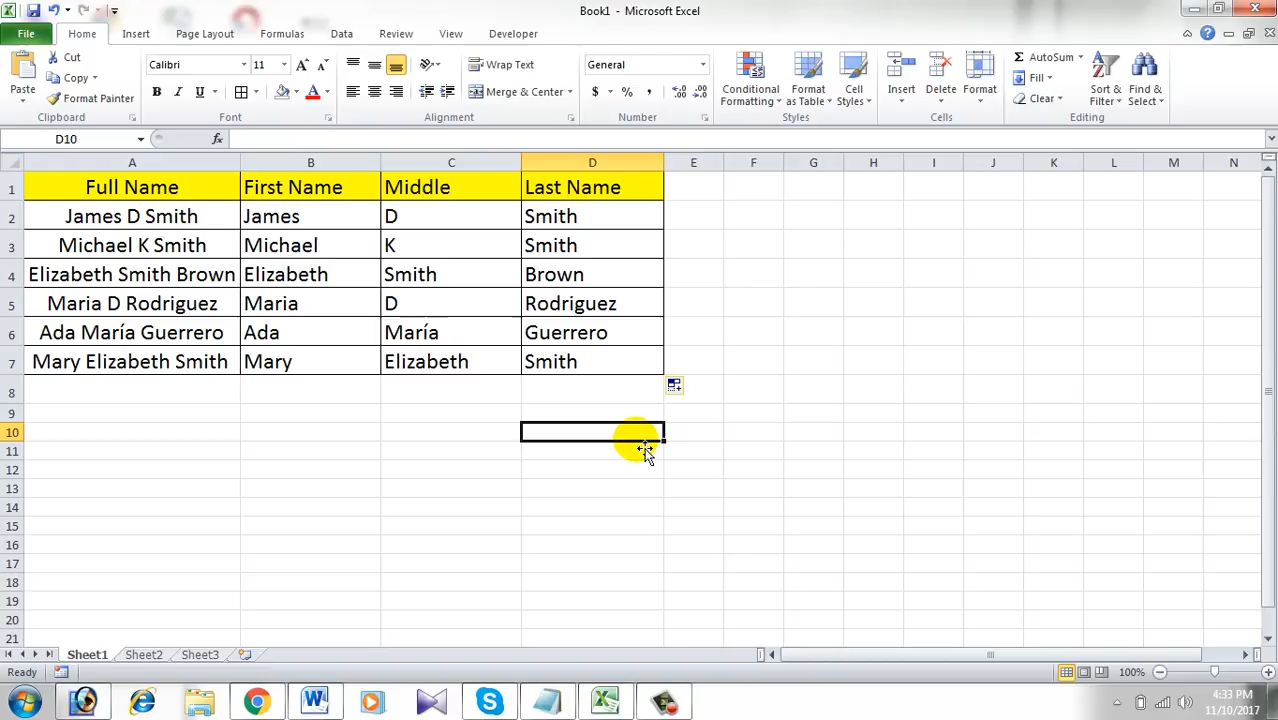 Book1 - Microsoft Excel
File Home Insert Page Layout Formulas Data Review View Developer
Paste Cut Copy Format Painter Clipboard
Calibri 11 A A B I U A Font
Wrap Text Merge & Center Alignment
General $ % , .0 .00 .00 .0 Number
Conditional Formatting Format as Table Cell Styles Styles
Insert Delete Format Cells
Σ AutoSum Fill Clear Sort & Filter Find & Select Editing
D10 fx
A B C D E F G H I J K L M N
1 Full Name First Name Middle Last Name
2 James D Smith James D Smith
3 Michael K Smith Michael K Smith
4 Elizabeth Smith Brown Elizabeth Smith Brown
5 Maria D Rodriguez Maria D Rodriguez
6 Ada María Guerrero Ada María Guerrero
7 Mary Elizabeth Smith Mary Elizabeth Smith
8
9
10
11
12
13
14
15
16
17
18
19
20
21
Sheet1 Sheet2 Sheet3
Ready 100%
4:33 PM
11/10/2017